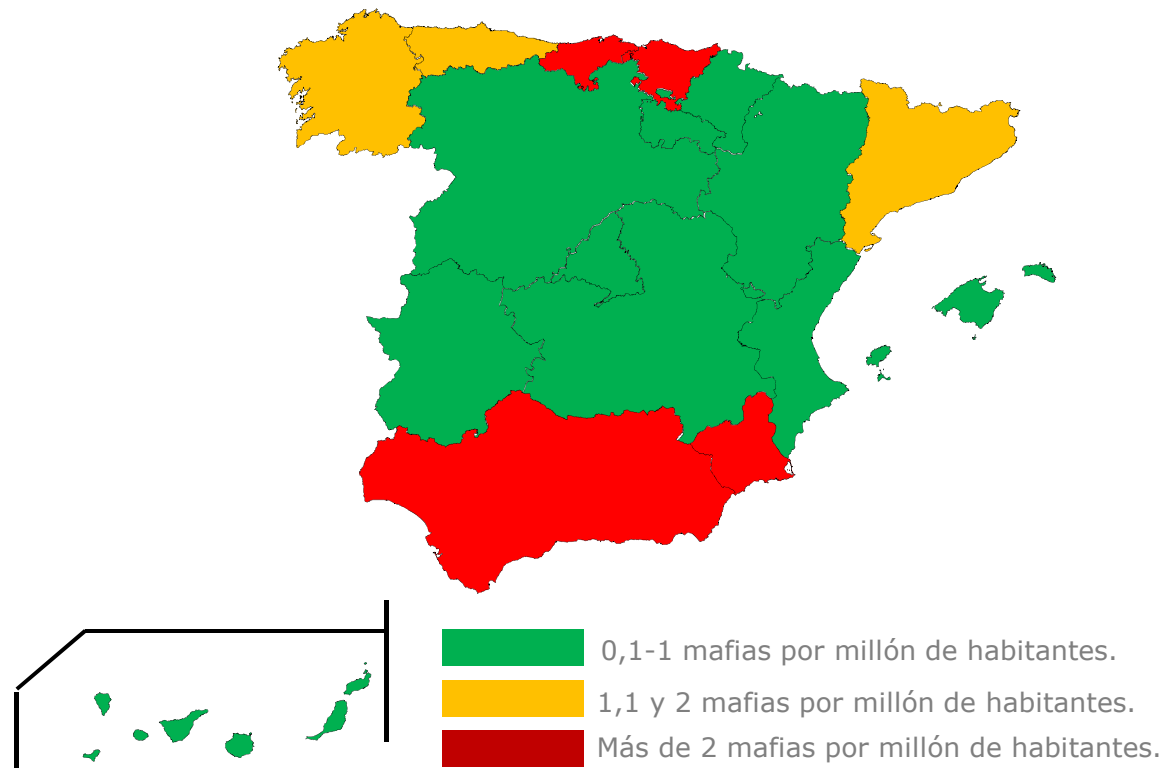 0,1-1 mafias por millón de habitantes.
1,1 y 2 mafias por millón de habitantes.
Más de 2 mafias por millón de habitantes.